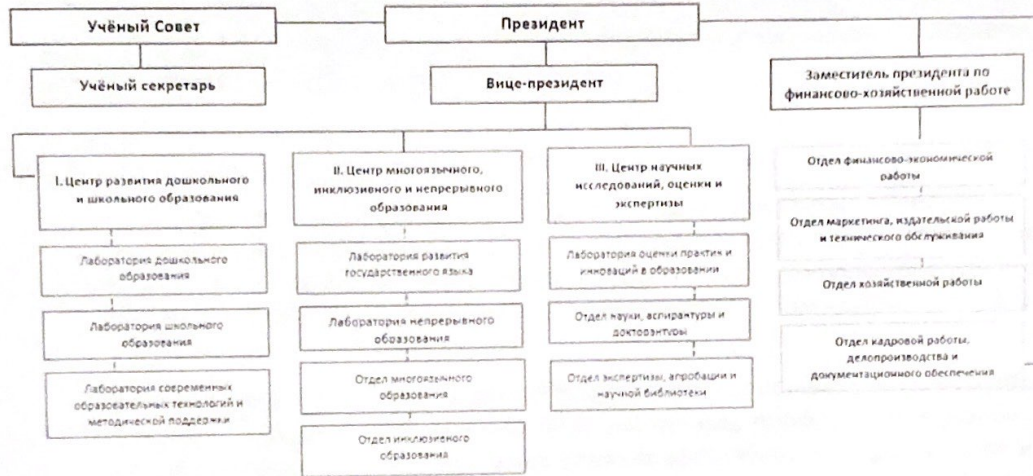 Учёный Совет
Президент
Учёный секретарь
Вице-президент
Заместитель президента по
финансово-хозяйственной работе
I. Центр развития дошкольного
и школьного образования
Лаборатория дошкольного
образования
Лаборатория школьного
образования
Лаборатория современных
образовательных технологий и
методической поддержки
II. Центр многоязычного,
инклюзивного и непрерывного
образования
Лаборатория развития
государственного языка
Лаборатория непрерывного
образования
Отдел многоязычного
образования
Отдел инклюзивного
образования
III. Центр научных
исследований, оценки и
экспертизы
Лаборатория оценки практик и
инноваций в образовании
Отдел науки, аспирантуры и
докторантуры
Отдел экспертизы, апробации и
научной библиотеки
Отдел финансово-экономической
работы
Отдел маркетинга, издательской работы
и технического обслуживания
Отдел хозяйственной работы
Отдел кадровой работы,
делопроизводства и
документационного обеспечения